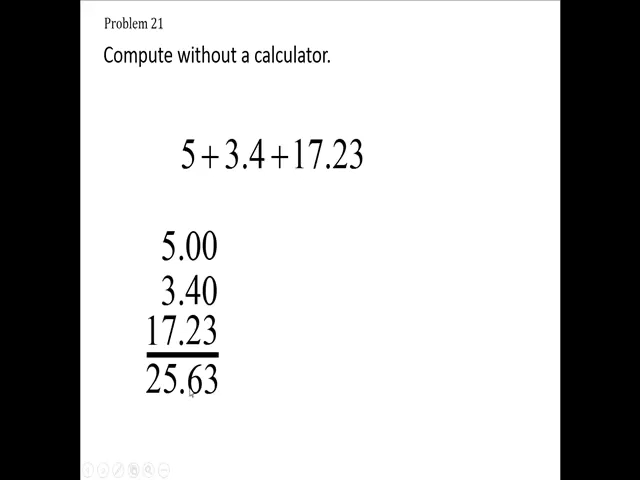 Problem 21
Compute without a calculator.
5+3.4+17.23
5.00
3.40
17.23
25.63